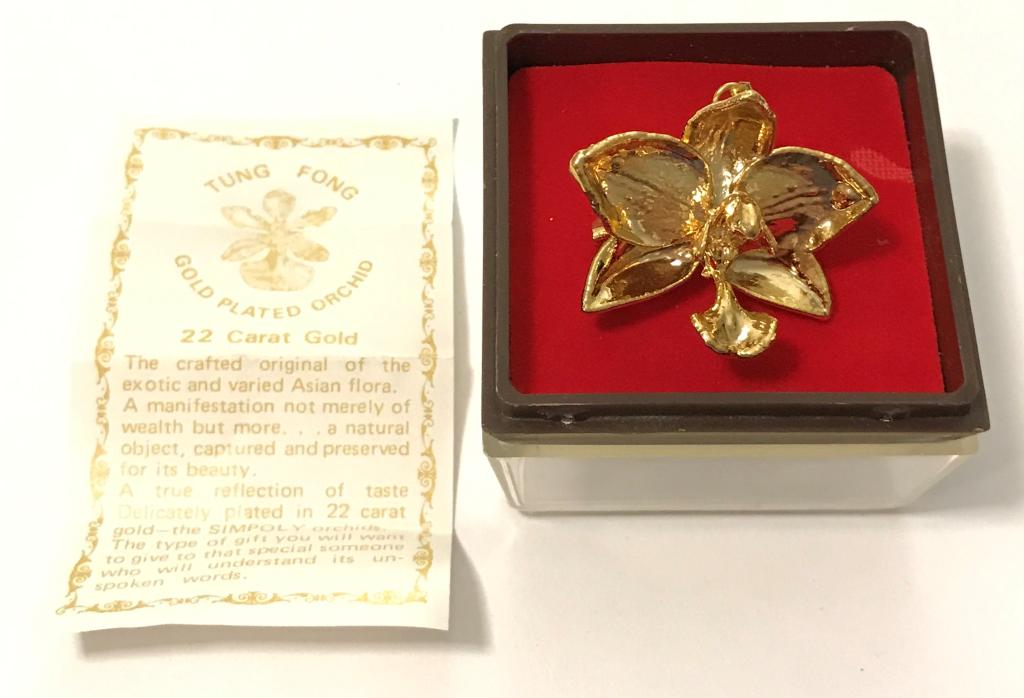 TUNG FONG
GOLD PLATED ORCHID
22 Carat Gold
The crafted original of the
exotic and varied Asian flora.
A manifestation not merely of
wealth but more. . . a natural
object, captured and preserved
for its beauty.
A true reflection of taste
Delicately plated in 22 carat
gold—the SIMPOLY orchids.
The type of gift you will want
to give to that special someone
who will understand its un-
spoken words.